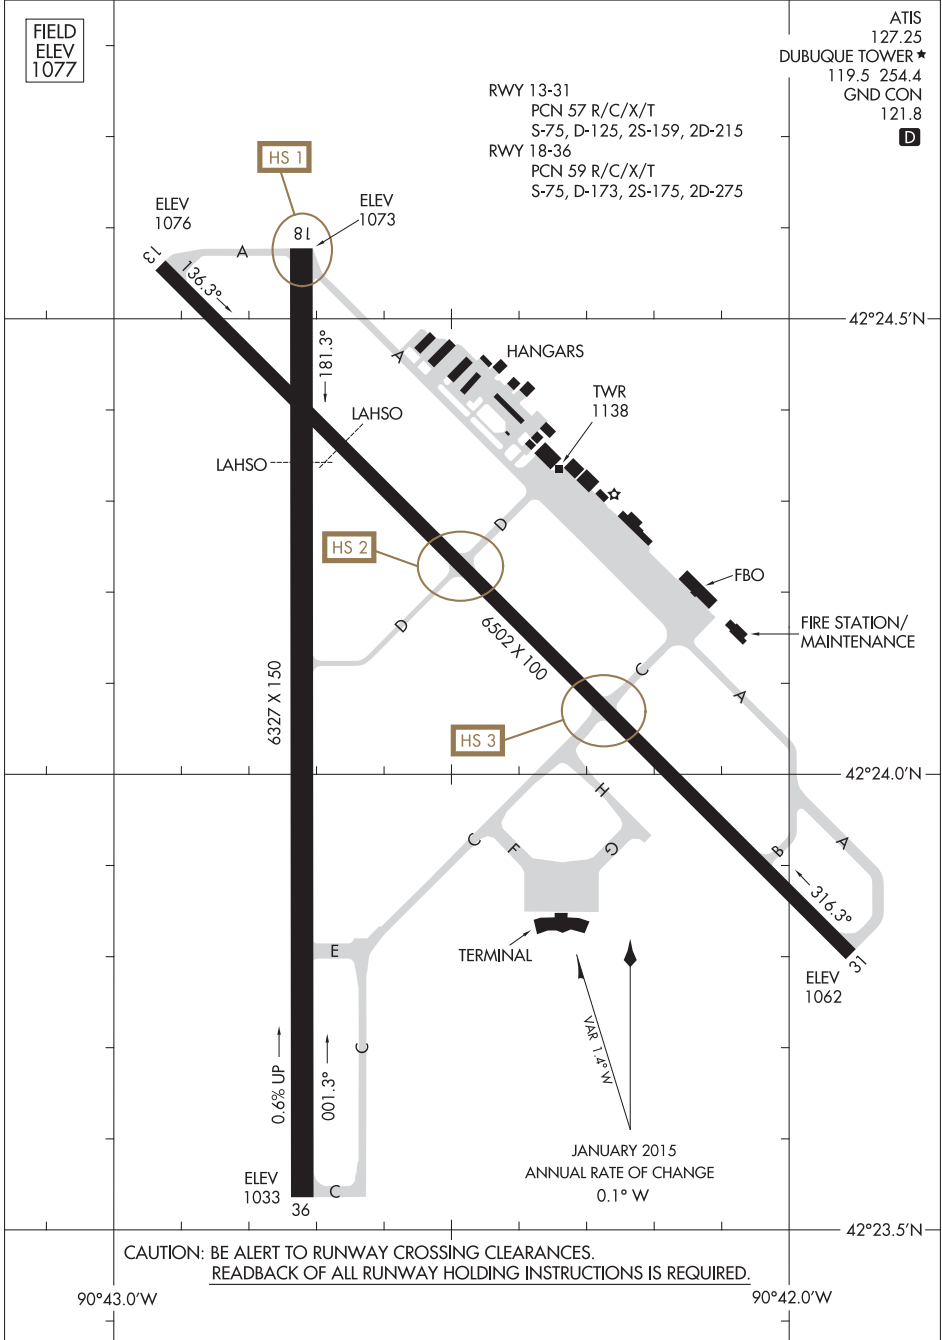 FIELD
ELEV
1077
ATIS
127.25
DUBUQUE TOWER ★
119.5 254.4
GND CON
121.8
D
RWY 13-31
PCN 57 R/C/X/T
S-75, D-125, 2S-159, 2D-215
RWY 18-36
PCN 59 R/C/X/T
S-75, D-173, 2S-175, 2D-275
HS 1
ELEV
1076
ELEV
1073
13
18
A
136.3°
181.3°
42°24.5'N
A
HANGARS
TWR
1138
LAHSO
LAHSO
D
HS 2
FBO
D
6502 X 100
FIRE STATION/
MAINTENANCE
C
A
6327 X 150
HS 3
42°24.0'N
H
C
F
G
B
A
316.3°
TERMINAL
E
31
ELEV
1062
C
VAR 1.4° W
0.6% UP
001.3°
JANUARY 2015
ANNUAL RATE OF CHANGE
0.1° W
ELEV
1033
C
36
42°23.5'N
CAUTION: BE ALERT TO RUNWAY CROSSING CLEARANCES.
READBACK OF ALL RUNWAY HOLDING INSTRUCTIONS IS REQUIRED.
90°43.0'W
90°42.0'W